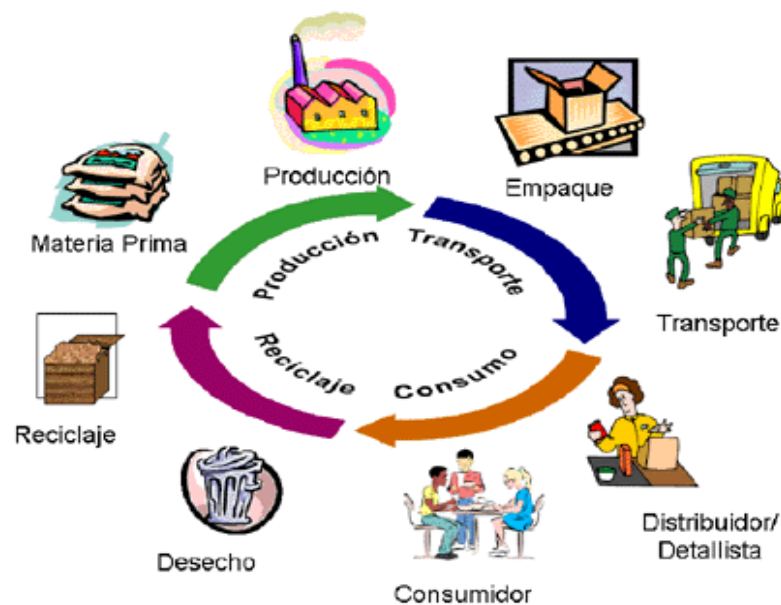 Producción
Empaque
Materia Prima
Producción
Transporte
Transporte
Reciclaje
Consumo
Reciclaje
Distribuidor/
Detallista
Desecho
Consumidor